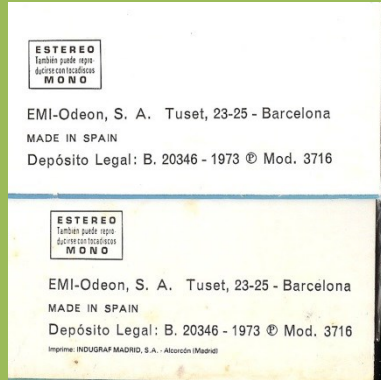 ESTEREO
También puede repro-
ducirse con tocadiscos
MONO
EMI-Odeon, S. A. Tuset, 23-25 - Barcelona
MADE IN SPAIN
Depósito Legal: B. 20346 - 1973 ℗ Mod. 3716
ESTEREO
También puede repro-
ducirse con tocadiscos
MONO
EMI-Odeon, S. A. Tuset, 23-25 - Barcelona
MADE IN SPAIN
Depósito Legal: B. 20346 - 1973 ℗ Mod. 3716
Imprime: INDUGRAF MADRID, S.A. - Alcorcón (Madrid)